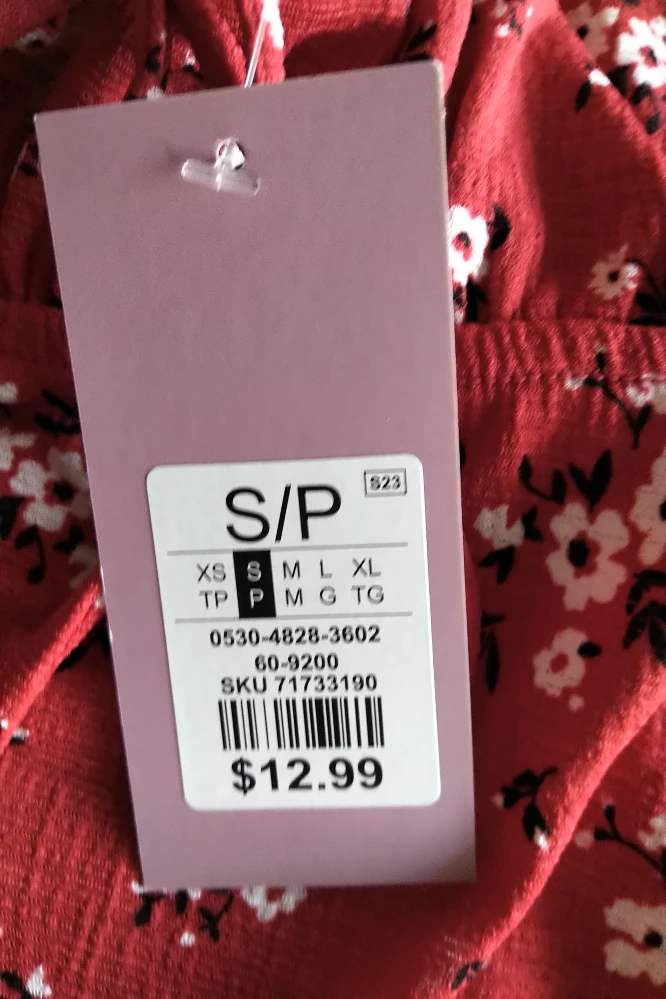 S/P
S23
XS S M L XL
TP P M G TG
0530-4828-3602
60-9200
SKU 71733190
$12.99